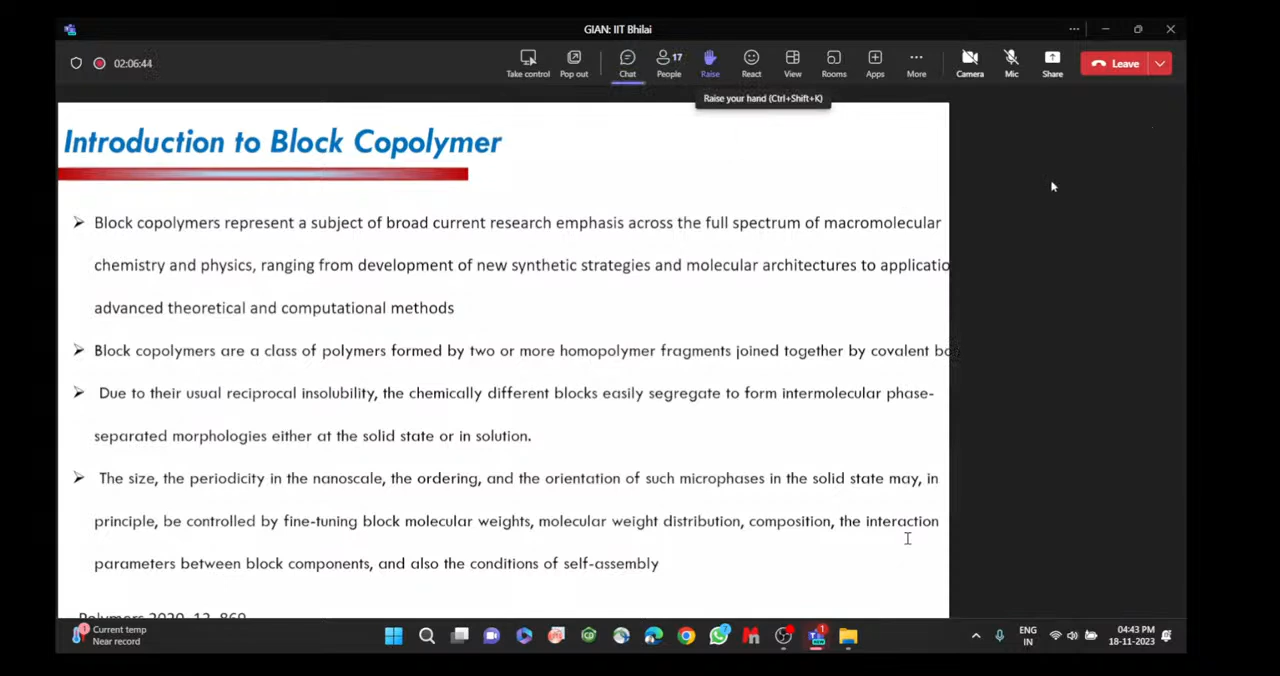 GIAN: IIT Bhilai
02:06:44
Take control
Pop out
Chat
17
People
Raise
React
View
Rooms
Apps
More
Camera
Mic
Share
Leave
Raise your hand (Ctrl+Shift+K)
Introduction to Block Copolymer
Block copolymers represent a subject of broad current research emphasis across the full spectrum of macromolecular
chemistry and physics, ranging from development of new synthetic strategies and molecular architectures to applicatio
advanced theoretical and computational methods
Block copolymers are a class of polymers formed by two or more homopolymer fragments joined together by covalent bo
Due to their usual reciprocal insolubility, the chemically different blocks easily segregate to form intermolecular phase-
separated morphologies either at the solid state or in solution.
The size, the periodicity in the nanoscale, the ordering, and the orientation of such microphases in the solid state may, in
principle, be controlled by fine-tuning block molecular weights, molecular weight distribution, composition, the interaction
parameters between block components, and also the conditions of self-assembly
Polymers 2020, 12, 869
1
Current temp
Near record
ENG
IN
04:43 PM
18-11-2023